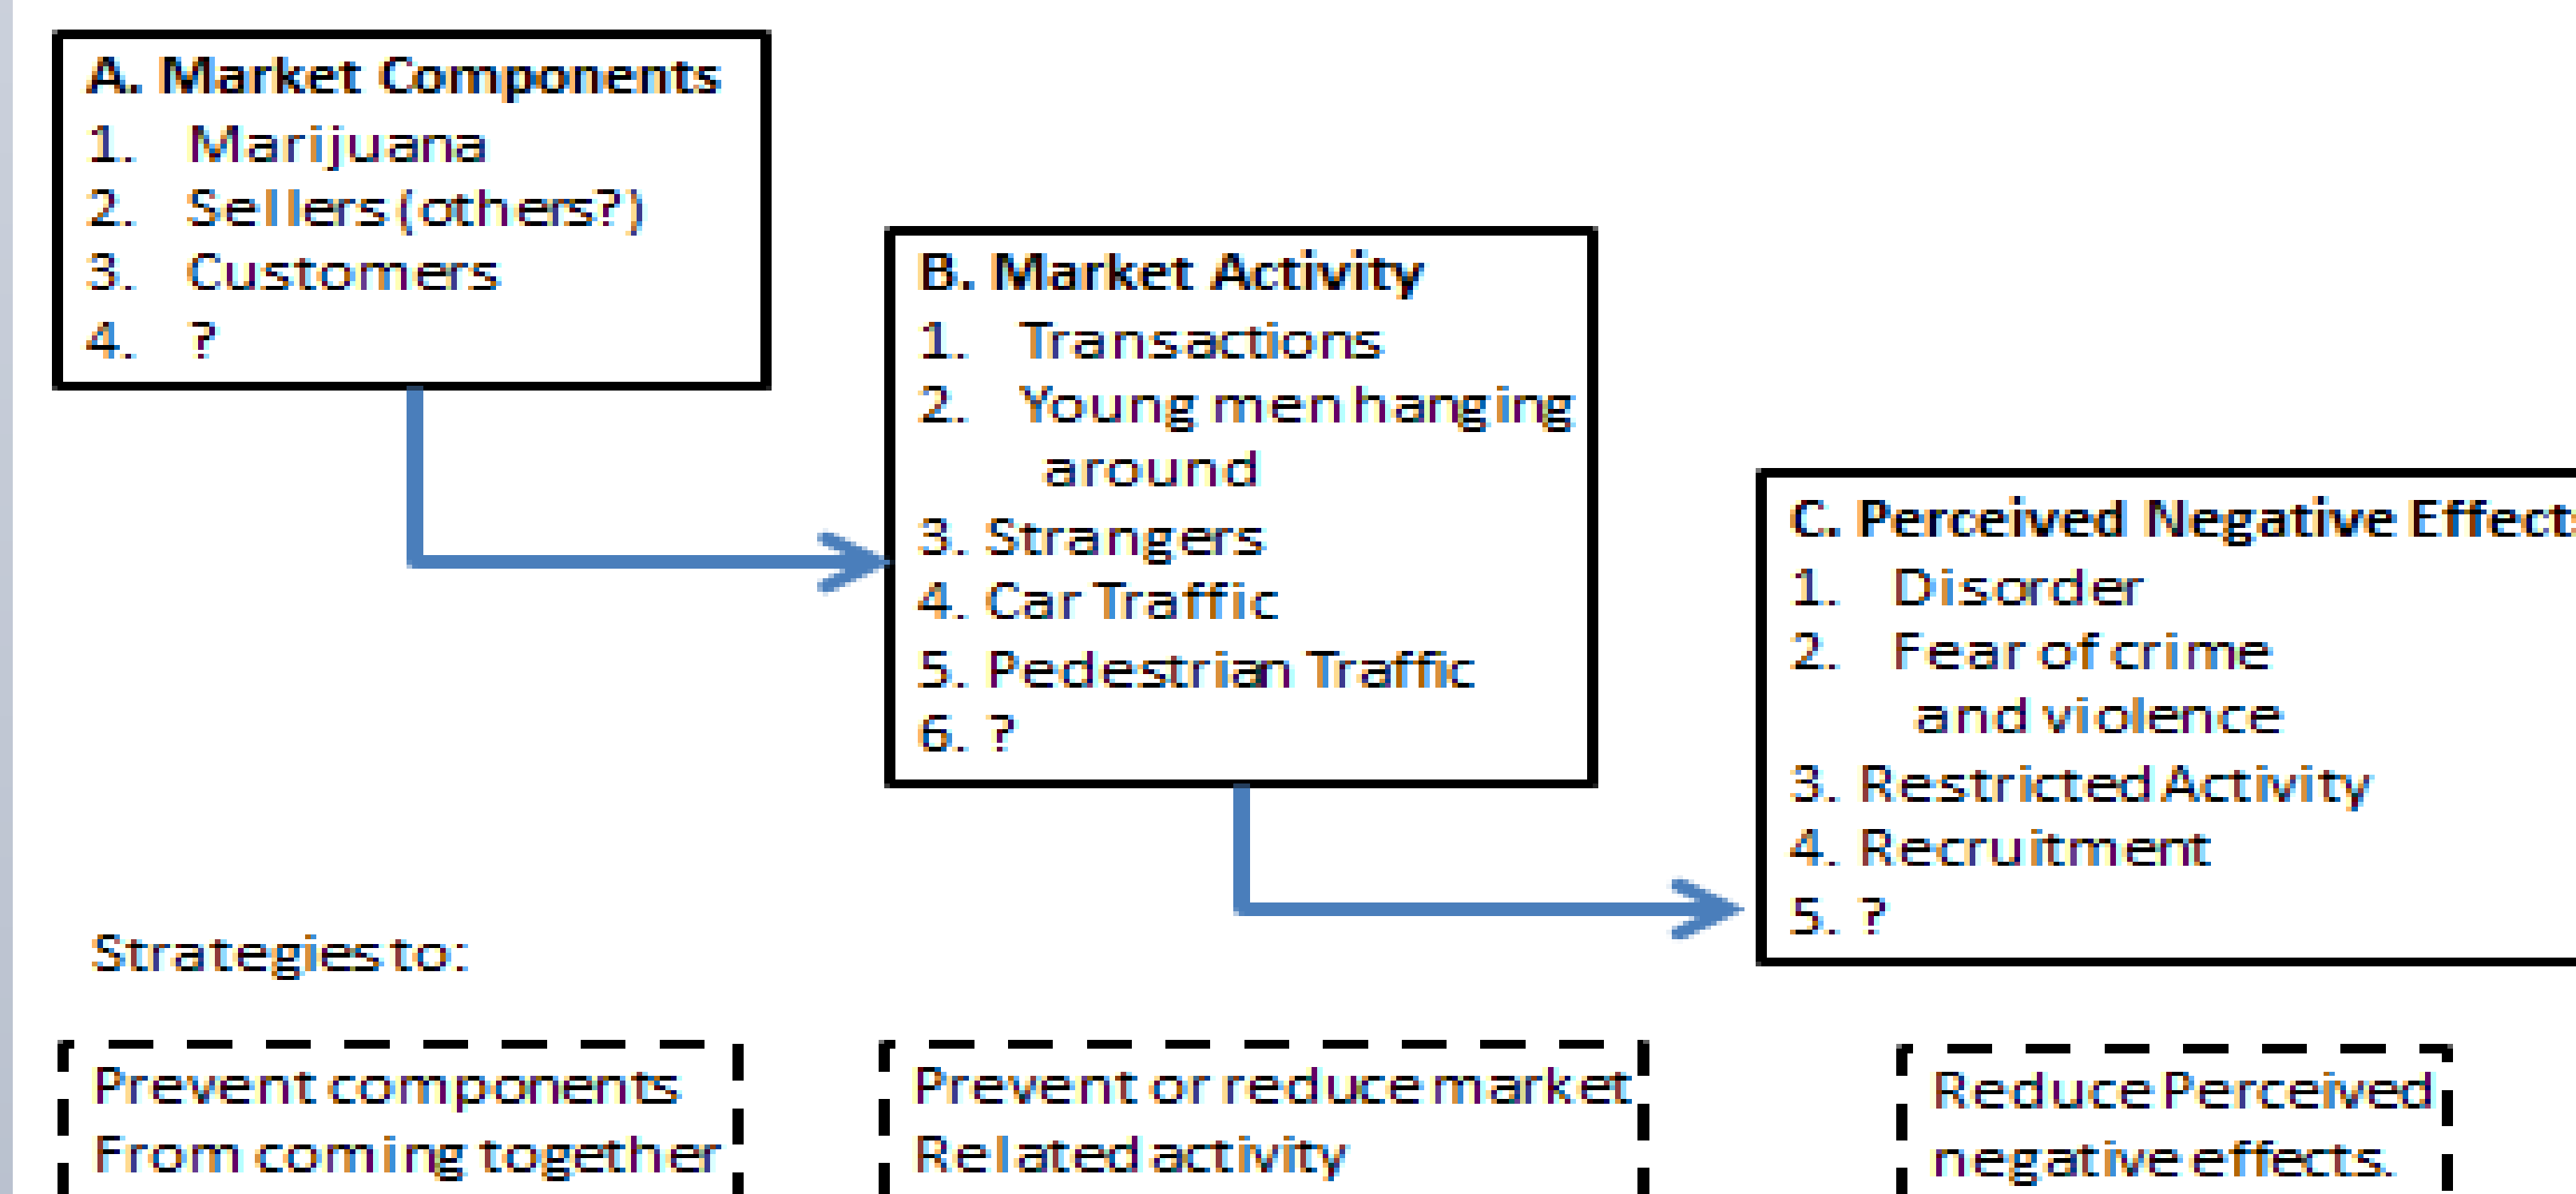 A. Market Components
1. Marijuana
2. Sellers (others?)
3. Customers
4. ?
B. Market Activity
1. Transactions
2. Young men hanging
around
3. Strangers
4. Car Traffic
5. Pedestrian Traffic
6. ?
C. Perceived Negative Effects
1. Disorder
2. Fear of crime
and violence
3. Restricted Activity
4. Recruitment
5. ?
Strategies to:
Prevent components
From coming together
Prevent or reduce market
Related activity
Reduce Perceived
negative effects.